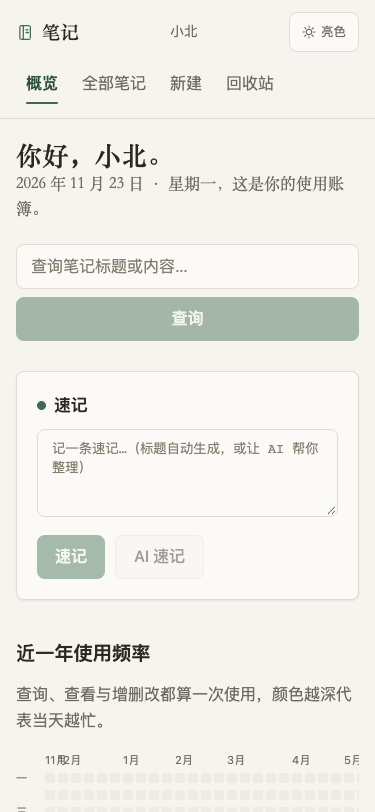 笔记
小北
亮色
概览 全部笔记 新建 回收站
你好，小北。
2026 年 11 月 23 日 · 星期一，这是你的使用账
簿。
查询笔记标题或内容...
查询
速记
记一条速记…（标题自动生成，或让 AI 帮你
整理）
速记 AI 速记
近一年使用频率
查询、查看与增删改都算一次使用，颜色越深代
表当天越忙。
11月 12月 1月 2月 3月 4月 5月
一